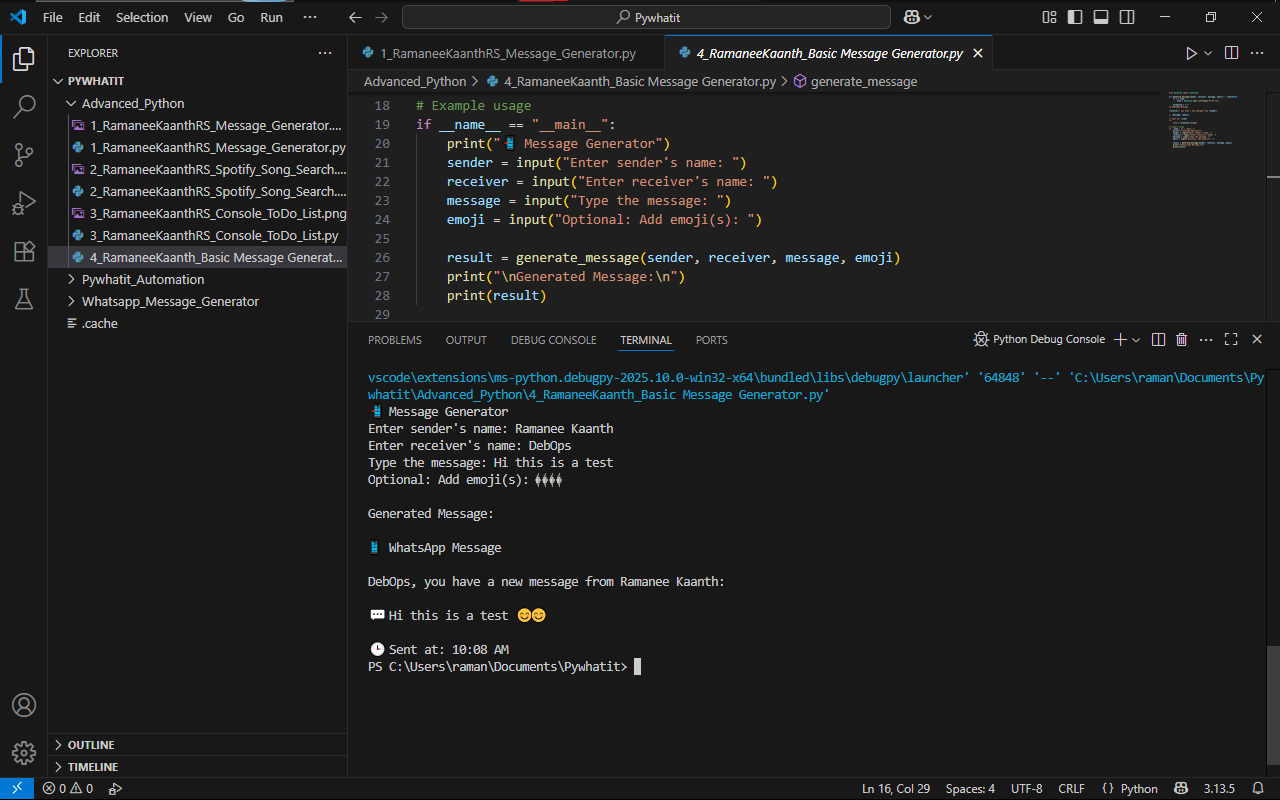 File Edit Selection View Go Run ··· Pywhatit
EXPLORER ···
PYWHATIT
Advanced_Python
1_RamaneeKaanthRS_Message_Generator....
1_RamaneeKaanthRS_Message_Generator.py
2_RamaneeKaanthRS_Spotify_Song_Search....
2_RamaneeKaanthRS_Spotify_Song_Search....
3_RamaneeKaanthRS_Console_ToDo_List.png
3_RamaneeKaanthRS_Console_ToDo_List.py
4_RamaneeKaanth_Basic Message Generat...
Pywhatit_Automation
Whatsapp_Message_Generator
.cache
OUTLINE
TIMELINE
1_RamaneeKaanthRS_Message_Generator.py 4_RamaneeKaanth_Basic Message Generator.py
Advanced_Python > 4_RamaneeKaanth_Basic Message Generator.py > generate_message
18 # Example usage
19 if __name__ == "__main__":
20 print("📱 Message Generator")
21 sender = input("Enter sender's name: ")
22 receiver = input("Enter receiver's name: ")
23 message = input("Type the message: ")
24 emoji = input("Optional: Add emoji(s): ")
25
26 result = generate_message(sender, receiver, message, emoji)
27 print("\nGenerated Message:\n")
28 print(result)
29
PROBLEMS OUTPUT DEBUG CONSOLE TERMINAL PORTS Python Debug Console
vscode\extensions\ms-python.debugpy-2025.10.0-win32-x64\bundled\libs\debugpy\launcher' '64848' '--' 'C:\Users\raman\Documents\Py
whatit\Advanced_Python\4_RamaneeKaanth_Basic Message Generator.py'
📱 Message Generator
Enter sender's name: Ramanee Kaanth
Enter receiver's name: DebOps
Type the message: Hi this is a test
Optional: Add emoji(s): ����
Generated Message:
📱 WhatsApp Message
DebOps, you have a new message from Ramanee Kaanth:
💬 Hi this is a test 😊😊
🕒 Sent at: 10:08 AM
PS C:\Users\raman\Documents\Pywhatit>
0 0 Ln 16, Col 29 Spaces: 4 UTF-8 CRLF {} Python 3.13.5